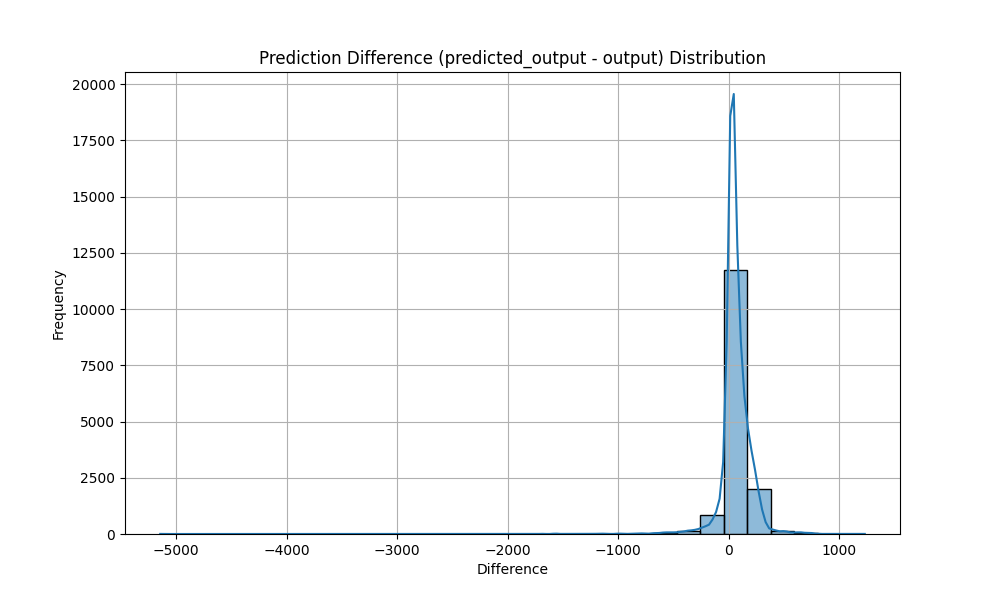 Prediction Difference (predicted_output - output) Distribution
20000
17500
15000
12500
10000
7500
5000
2500
0
Frequency
−5000 −4000 −3000 −2000 −1000 0 1000
Difference